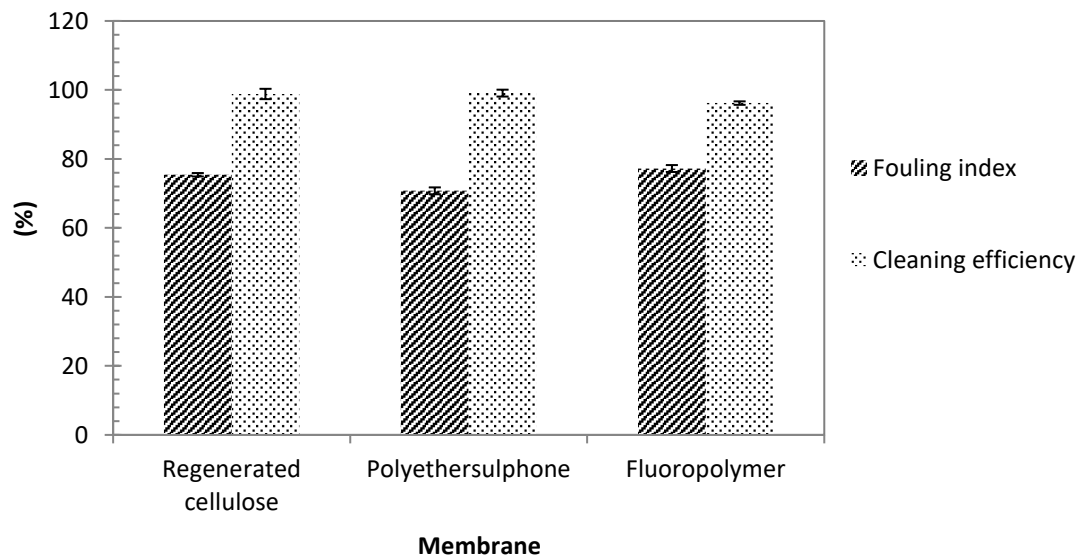 120
100
80
60
40
20
0
(%)
Regenerated
cellulose
Polyethersulphone
Fluoropolymer
Membrane
Fouling index
Cleaning efficiency